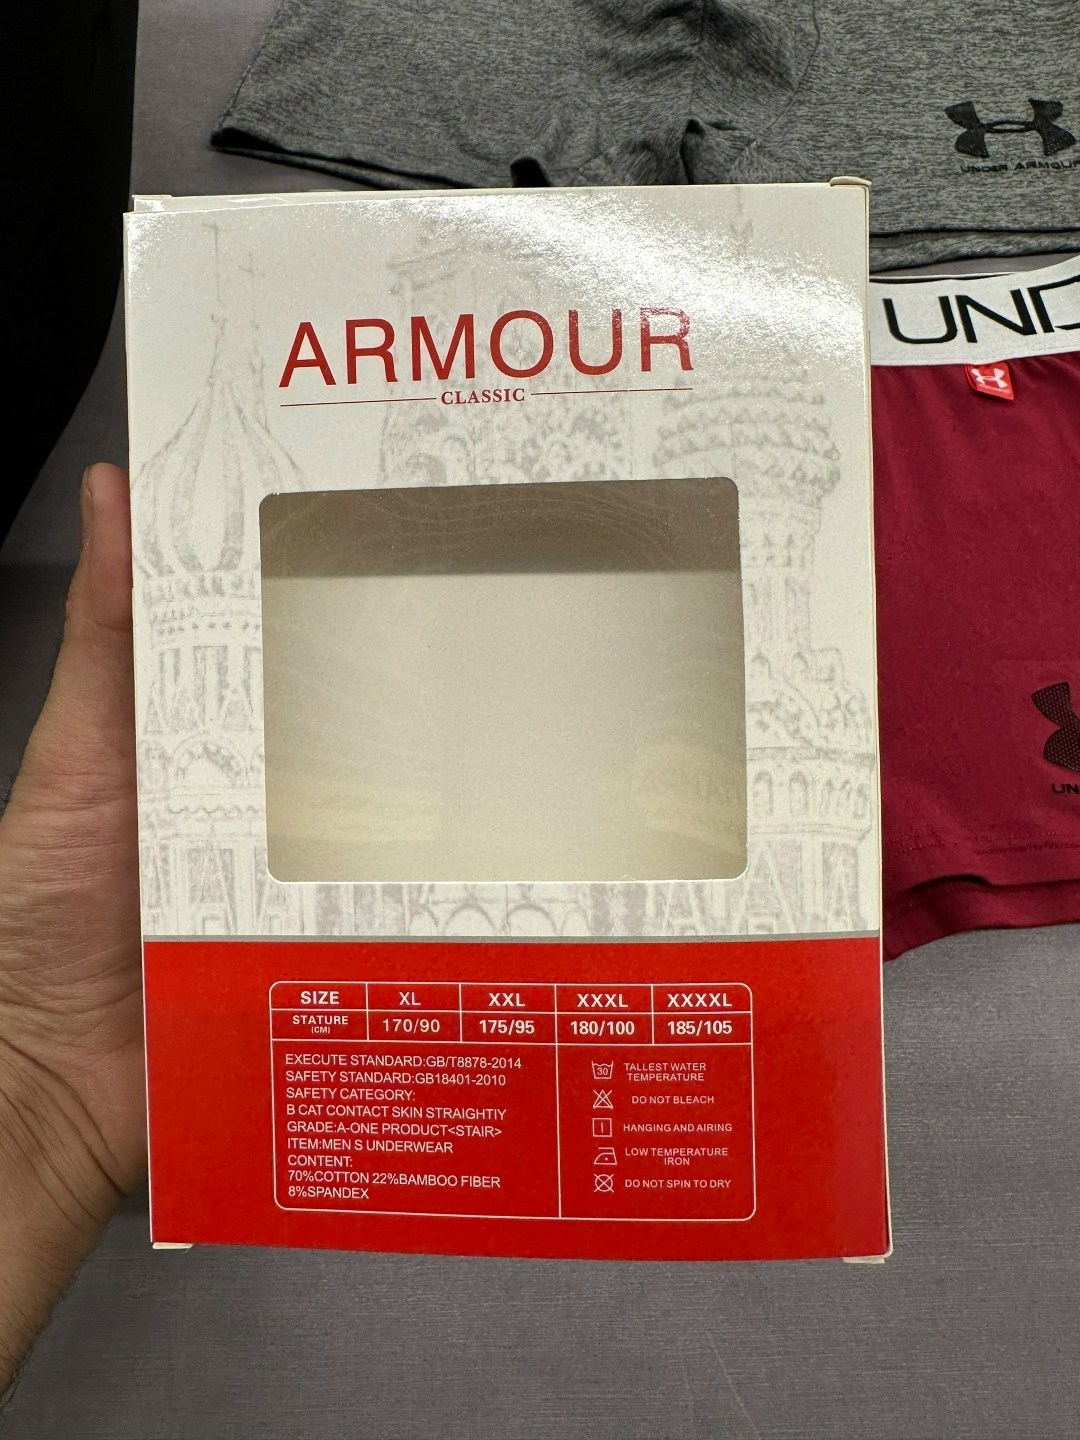 UNDER ARMOUR
UND
ARMOUR
CLASSIC
SIZE XL XXL XXXL XXXXL
STATURE (CM) 170/90 175/95 180/100 185/105
EXECUTE STANDARD:GB/T8878-2014
SAFETY STANDARD:GB18401-2010
SAFETY CATEGORY:
B CAT CONTACT SKIN STRAIGHTIY
GRADE:A-ONE PRODUCT<STAIR>
ITEM:MEN S UNDERWEAR
CONTENT:
70%COTTON 22%BAMBOO FIBER
8%SPANDEX
30 TALLEST WATER
TEMPERATURE
DO NOT BLEACH
HANGING AND AIRING
LOW TEMPERATURE
IRON
DO NOT SPIN TO DRY
UN